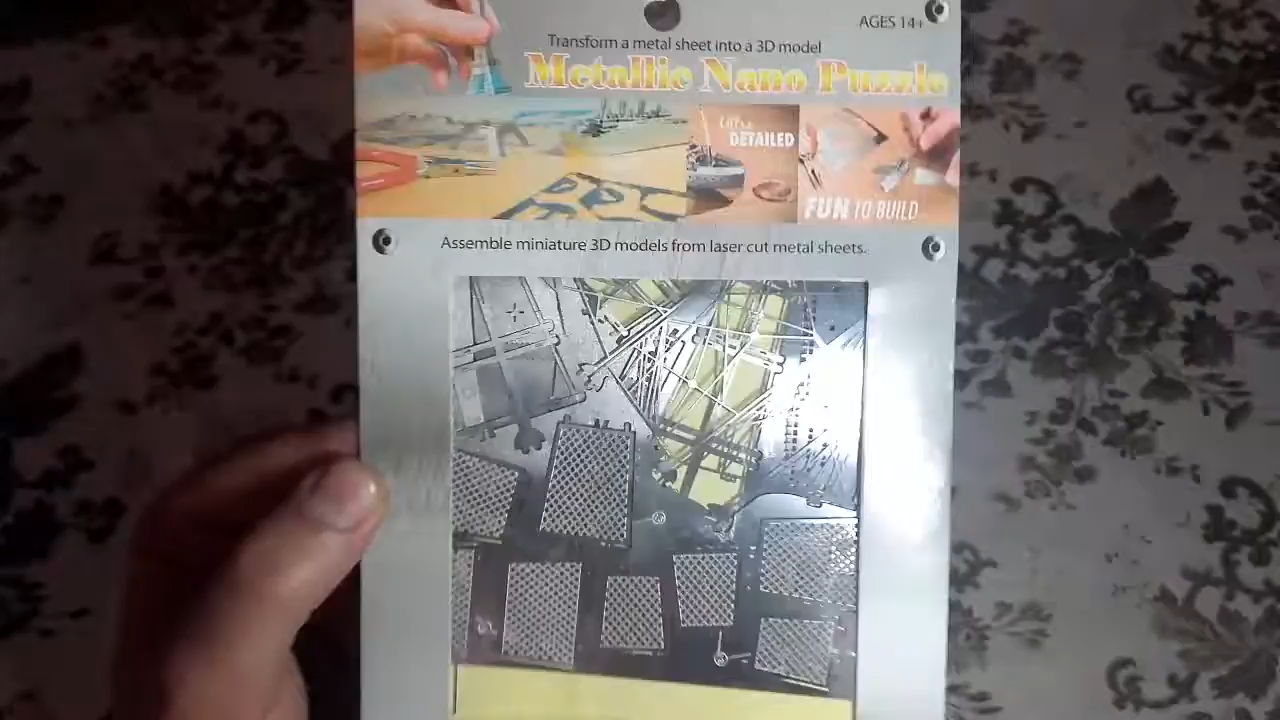 AGES 14+
Transform a metal sheet into a 3D model
Metallic Nano Puzzle
DETAILED
FUN TO BUILD
Assemble miniature 3D models from laser cut metal sheets.